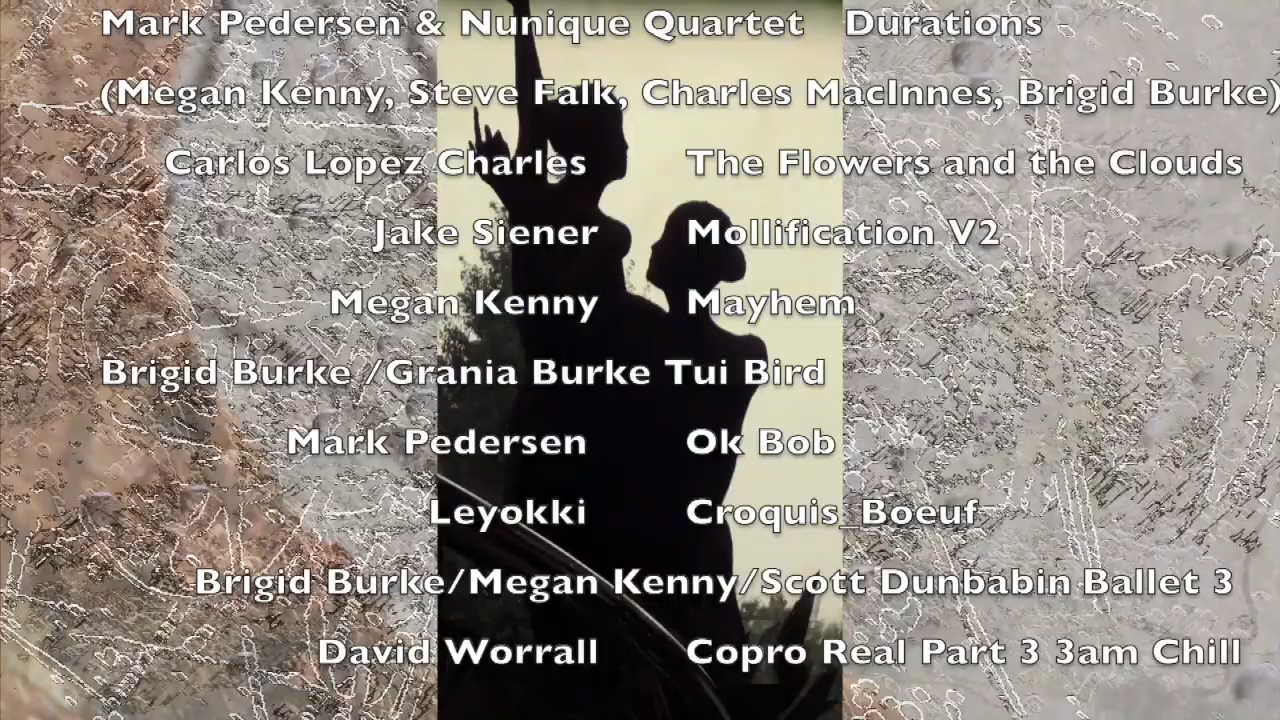 Mark Pedersen & Nunique Quartet Durations -
(Megan Kenny, Steve Falk, Charles MacInnes, Brigid Burke)
Carlos Lopez Charles The Flowers and the Clouds
Jake Siener Mollification V2
Megan Kenny Mayhem
Brigid Burke /Grania Burke Tui Bird
Mark Pedersen Ok Bob
Leyokki Croquis_Boeuf
Brigid Burke/Megan Kenny/Scott Dunbabin Ballet 3
David Worrall Copro Real Part 3 3am Chill